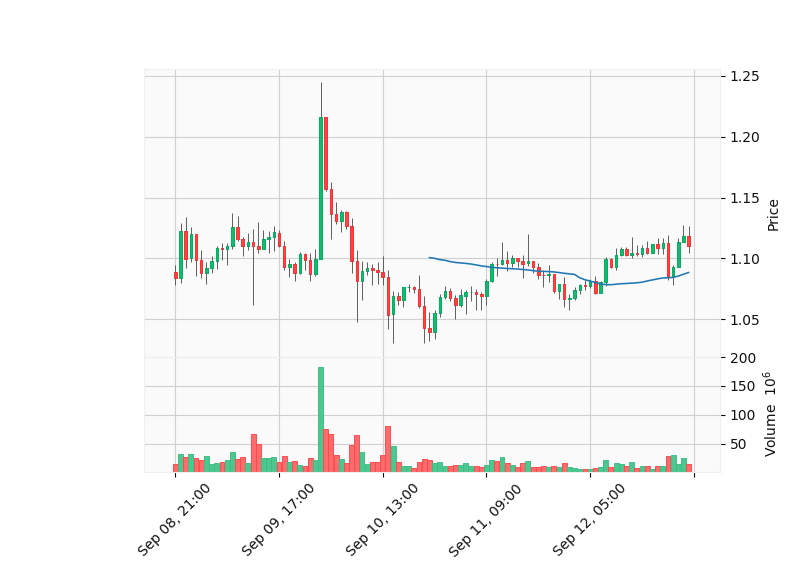 1.25
1.20
1.15
1.10
1.05
Price
200
150
100
50
Volume 10^6
Sep 08, 21:00
Sep 09, 17:00
Sep 10, 13:00
Sep 11, 09:00
Sep 12, 05:00